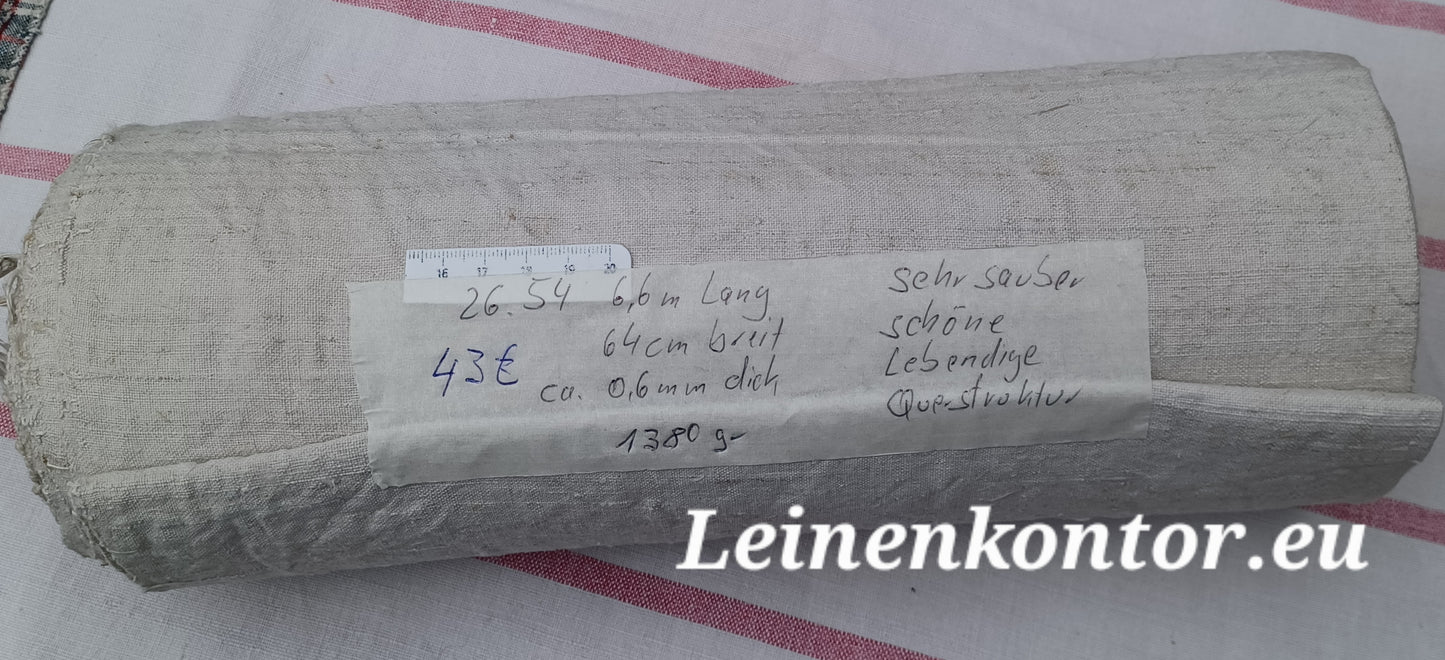 16 17 18 19 20
26.54 6,6m Lang
64cm breit
43€ ca. 0,6mm dick
1380 g-
sehr sauber
schöne
Lebendige
Querstruktur
Leinenkontor.eu